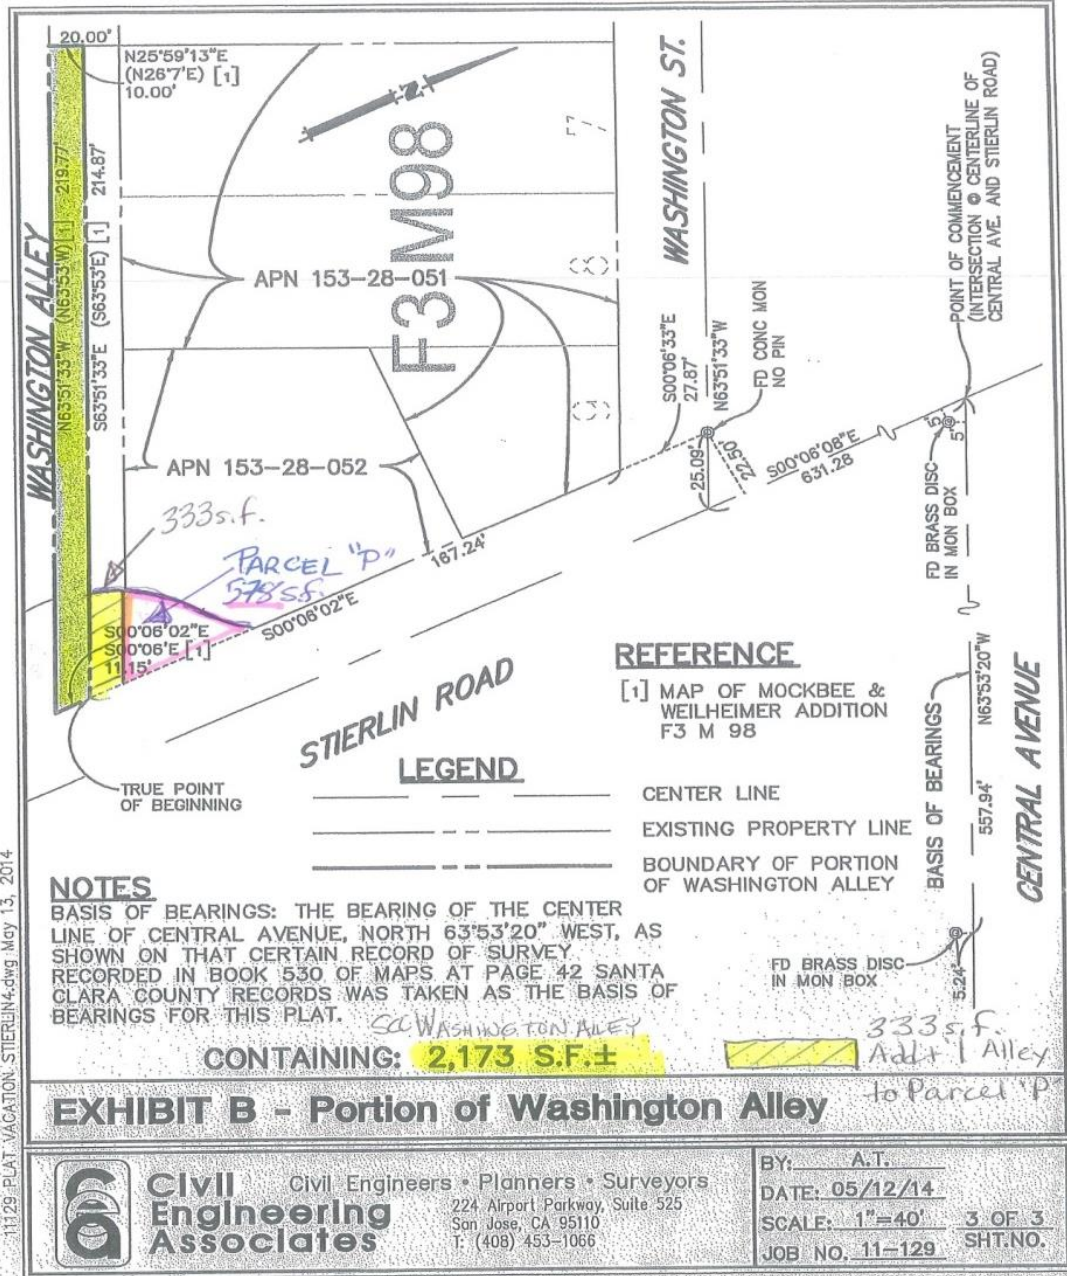 20.00'
N25°59'13"E
(N26°7'E) [1]
10.00'
WASHINGTON ALLEY
N63°51'33"W (N63°53'W) [1] 219.77'
S63°51'33"E (S63°53'E) [1] 214.87'
F3 M98
7
8
9
WASHINGTON ST.
APN 153-28-051
APN 153-28-052
S00°06'33"E
27.87'
N63°51'33"W
FD CONC MON
NO PIN
25.09'
22.50'
S00°06'08"E
631.28
POINT OF COMMENCEMENT
(INTERSECTION @ CENTERLINE OF
CENTRAL AVE. AND STIERLIN ROAD)
5'
5'
FD BRASS DISC
IN MON BOX
333 s.f.
PARCEL "P"
578 s.f.
167.24'
S00°06'02"E
S00°06'02"E
S00°06'E [1]
11.15'
STIERLIN ROAD
TRUE POINT
OF BEGINNING
REFERENCE
[1] MAP OF MOCKBEE &
WEILHEIMER ADDITION
F3 M 98
LEGEND
CENTER LINE
EXISTING PROPERTY LINE
BOUNDARY OF PORTION
OF WASHINGTON ALLEY
BASIS OF BEARINGS
N63°53'20"W
557.94'
CENTRAL AVENUE
FD BRASS DISC
IN MON BOX
5.24'
NOTES
BASIS OF BEARINGS: THE BEARING OF THE CENTER
LINE OF CENTRAL AVENUE, NORTH 63°53'20" WEST, AS
SHOWN ON THAT CERTAIN RECORD OF SURVEY
RECORDED IN BOOK 530 OF MAPS AT PAGE 42 SANTA
CLARA COUNTY RECORDS WAS TAKEN AS THE BASIS OF
BEARINGS FOR THIS PLAT.
WASHINGTON ALLEY
CONTAINING: 2,173 S.F.±
333 s.f.
Add'l Alley
to Parcel 'P'
EXHIBIT B - Portion of Washington Alley
Civil
Engineering
Associates
Civil Engineers • Planners • Surveyors
224 Airport Parkway, Suite 525
San Jose, CA 95110
T: (408) 453-1066
BY: A.T.
DATE: 05/12/14
SCALE: 1"=40'
JOB NO. 11-129
3 OF 3
SHT.NO.
11129 PLAT VACATION STIERLIN4.dwg May 13, 2014